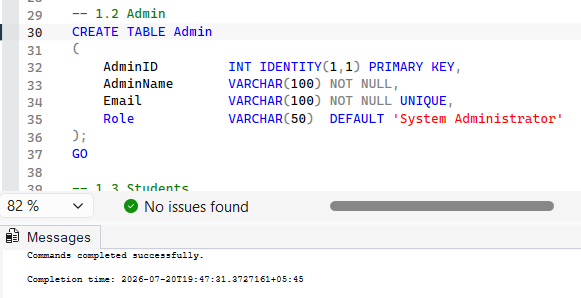 29 -- 1.2 Admin
30 CREATE TABLE Admin
31 (
32 AdminID INT IDENTITY(1,1) PRIMARY KEY,
33 AdminName VARCHAR(100) NOT NULL,
34 Email VARCHAR(100) NOT NULL UNIQUE,
35 Role VARCHAR(50) DEFAULT 'System Administrator'
36 );
37 GO
38
39 -- 1.3 Students
82 %
No issues found
Messages
Commands completed successfully.
Completion time: 2026-07-20T19:47:31.3727161+05:45